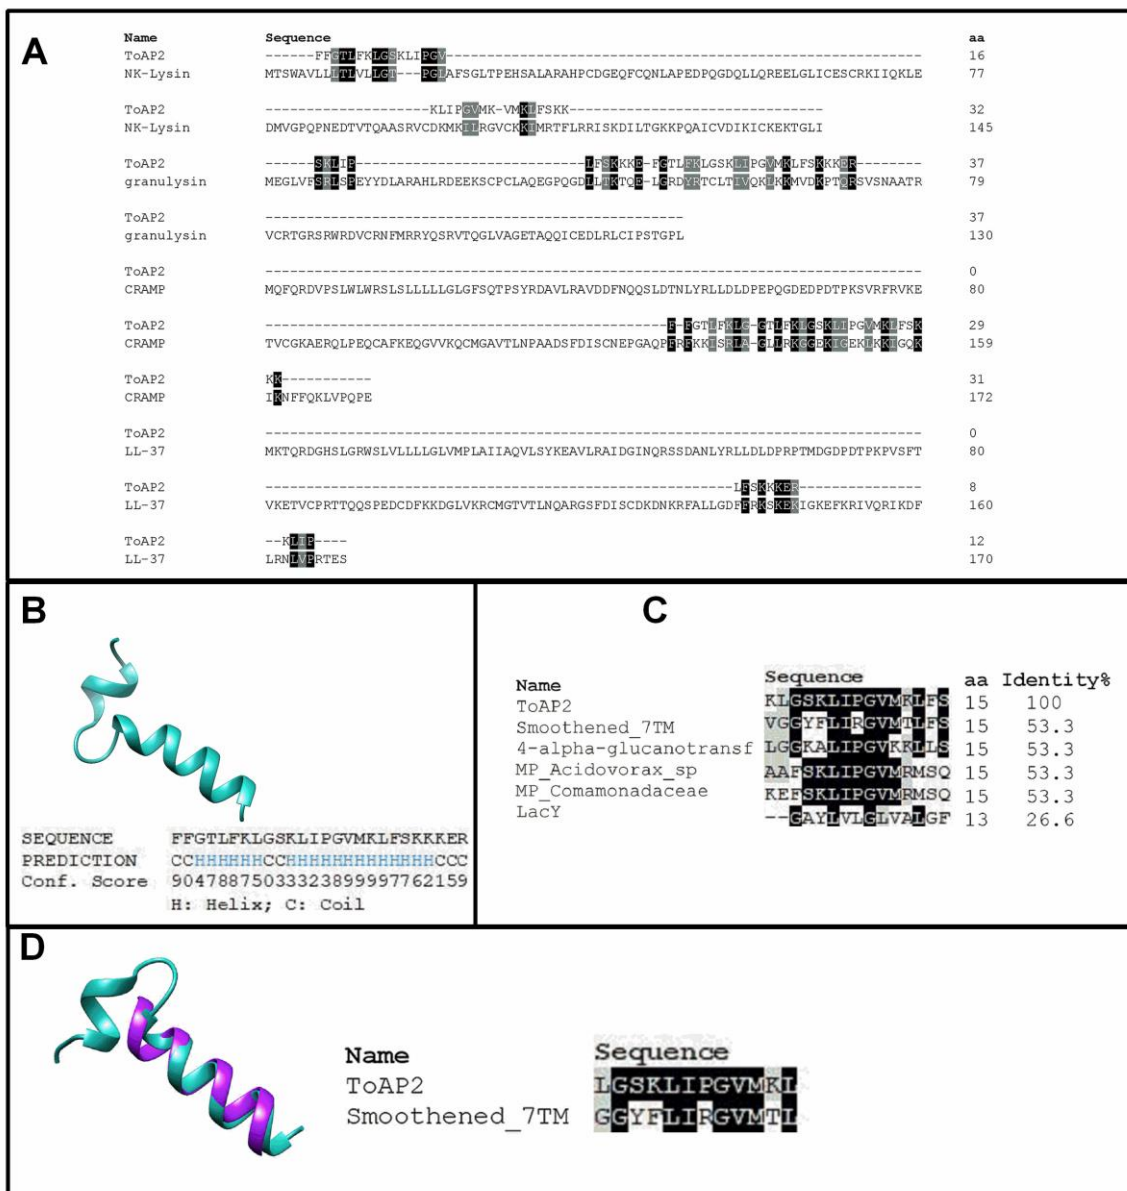 A
Name Sequence aa
ToAP2 ------FFGTLFKLGSKLIPGV---------------------------------------------------------- 16
NK-Lysin MTSWAVLLLTLVLLGT---PGLAFSGLTPEHSALARAHPCDGEQFCQNLAPEDPQGDQLLQREELGLICESCRKIIQKLE 77
ToAP2 --------------------KLIPGVMK-VMKLFSKK------------------------------- 32
NK-Lysin DMVGPQPNEDTVTQAASRVCDKMKILRGVCKKIMRTFLRRISKDILTGKKPQAICVDIKICKEKTGLI 145
ToAP2 ------SKLIP----------------------------LFSKKKE-FGTLFKLGSKLIPGVMKLFSKKKER-------- 37
granulysin MEGLVFSRLSPEYYDLARAHLRDEEKSCPCLAQEGPQGDLLTKTQE-LGRDYRTCLTIVQKLKKMVDKPTQRSVSNAATR 79
ToAP2 --------------------------------------------------- 37
granulysin VCRTGRSRWRDVCRNFMRRYQSRVTQGLVAGETAQQICEDLRLCIPSTGPL 130
ToAP2 -------------------------------------------------------------------------------- 0
CRAMP MQFQRDVPSLWLWRSLSLLLLLGLGFSQTPSYRDAVLRAVDDFNQQSLDTNLYRLLDLDPEPQGDEDPDTPKSVRFRVKE 80
ToAP2 -------------------------------------------------F-FGTLFKLG-GTLFKLGSKLIPGVMKLFSK 29
CRAMP TVCGKAERQLPEQCAFKEQGVVKQCMGAVTLNPAADSFDISCNEPGAQPFRFKKISRLA-GLLRKGGEKIGEKLKKIGQK 159
ToAP2 KK----------- 31
CRAMP IKNFFQKLVPQPE 172
ToAP2 -------------------------------------------------------------------------------- 0
LL-37 MKTQRDGHSLGRWSLVLLLLGLVMPLAIIAQVLSYKEAVLRAIDGINQRSSDANLYRLLDLDPRPTMDGDPDTPKPVSFT 80
ToAP2 ---------------------------------------------------------LFSKKKER--------------- 8
LL-37 VKETVCPRTTQQSPEDCDFKKDGLVKRCMGTVTLNQARGSFDISCDKDNKRFALLGDFFRKSKEKIGKEFKRIVQRIKDF 160
ToAP2 --KLIP---- 12
LL-37 LRNLVPRTES 170
B
SEQUENCE FFGTLFKLGSKLIPGVMKLFSKKKER
PREDICTION CCHHHHHHCCHHHHHHHHHHHHHCCC
Conf. Score 90478875033323899997762159
H: Helix; C: Coil
C
Name Sequence aa Identity%
ToAP2 KLGSKLIPGVMKLFS 15 100
Smoothened_7TM VGGYFLIRGVMTLFS 15 53.3
4-alpha-glucanotransf LGGKALIPGVKKLLS 15 53.3
MP_Acidovorax_sp AAFSKLIPGVMRMSQ 15 53.3
MP_Comamonadaceae KEFSKLIPGVMRMSQ 15 53.3
LacY --GAYLVLGLVALGF 13 26.6
D
Name Sequence
ToAP2 LGSKLIPGVMKL
Smoothened_7TM GGYFLIRGVMTL